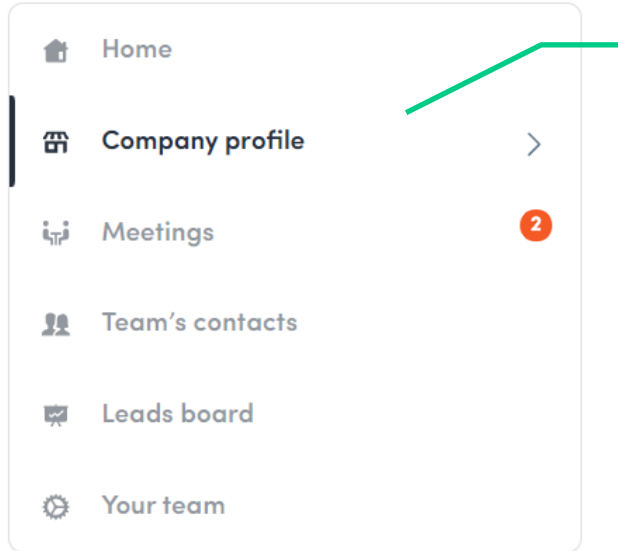 Home
Company profile
Meetings
2
Team’s contacts
Leads board
Your team